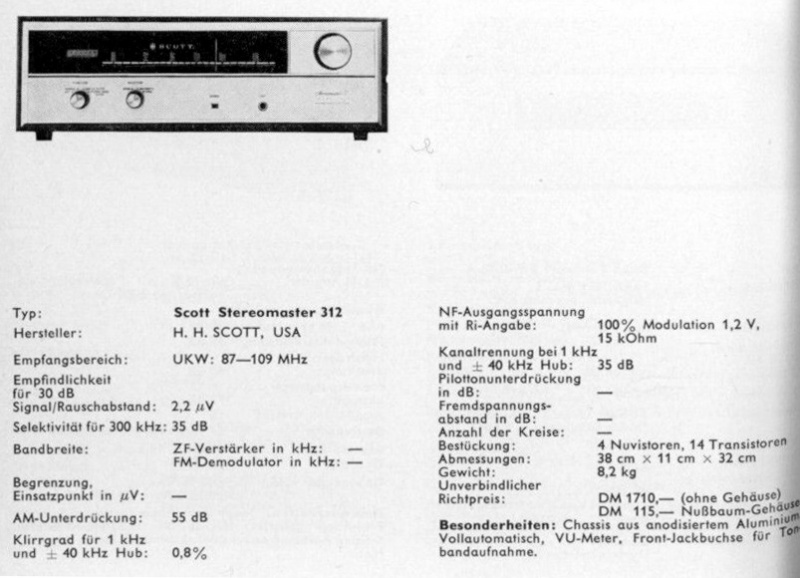 SCOTT
Typ: Scott Stereomaster 312
Hersteller: H. H. SCOTT, USA
Empfangsbereich: UKW: 87—109 MHz
Empfindlichkeit
für 30 dB
Signal/Rauschabstand: 2,2 µV
Selektivität für 300 kHz: 35 dB
Bandbreite: ZF-Verstärker in kHz: —
FM-Demodulator in kHz: —
Begrenzung,
Einsatzpunkt in µV: —
AM-Unterdrückung: 55 dB
Klirrgrad für 1 kHz
und ± 40 kHz Hub: 0,8%
NF-Ausgangsspannung
mit Ri-Angabe: 100% Modulation 1,2 V,
15 kOhm
Kanaltrennung bei 1 kHz
und ± 40 kHz Hub: 35 dB
Pilottonunterdrückung
in dB: —
Fremdspannungs-
abstand in dB: —
Anzahl der Kreise: —
Bestückung: 4 Nuvistoren, 14 Transistoren
Abmessungen: 38 cm × 11 cm × 32 cm
Gewicht: 8,2 kg
Unverbindlicher
Richtpreis: DM 1710,— (ohne Gehäuse)
DM 115,— Nußbaum-Gehäuse
Besonderheiten: Chassis aus anodisiertem Aluminium
Vollautomatisch, VU-Meter, Front-Jackbuchse für Ton-
bandaufnahme.